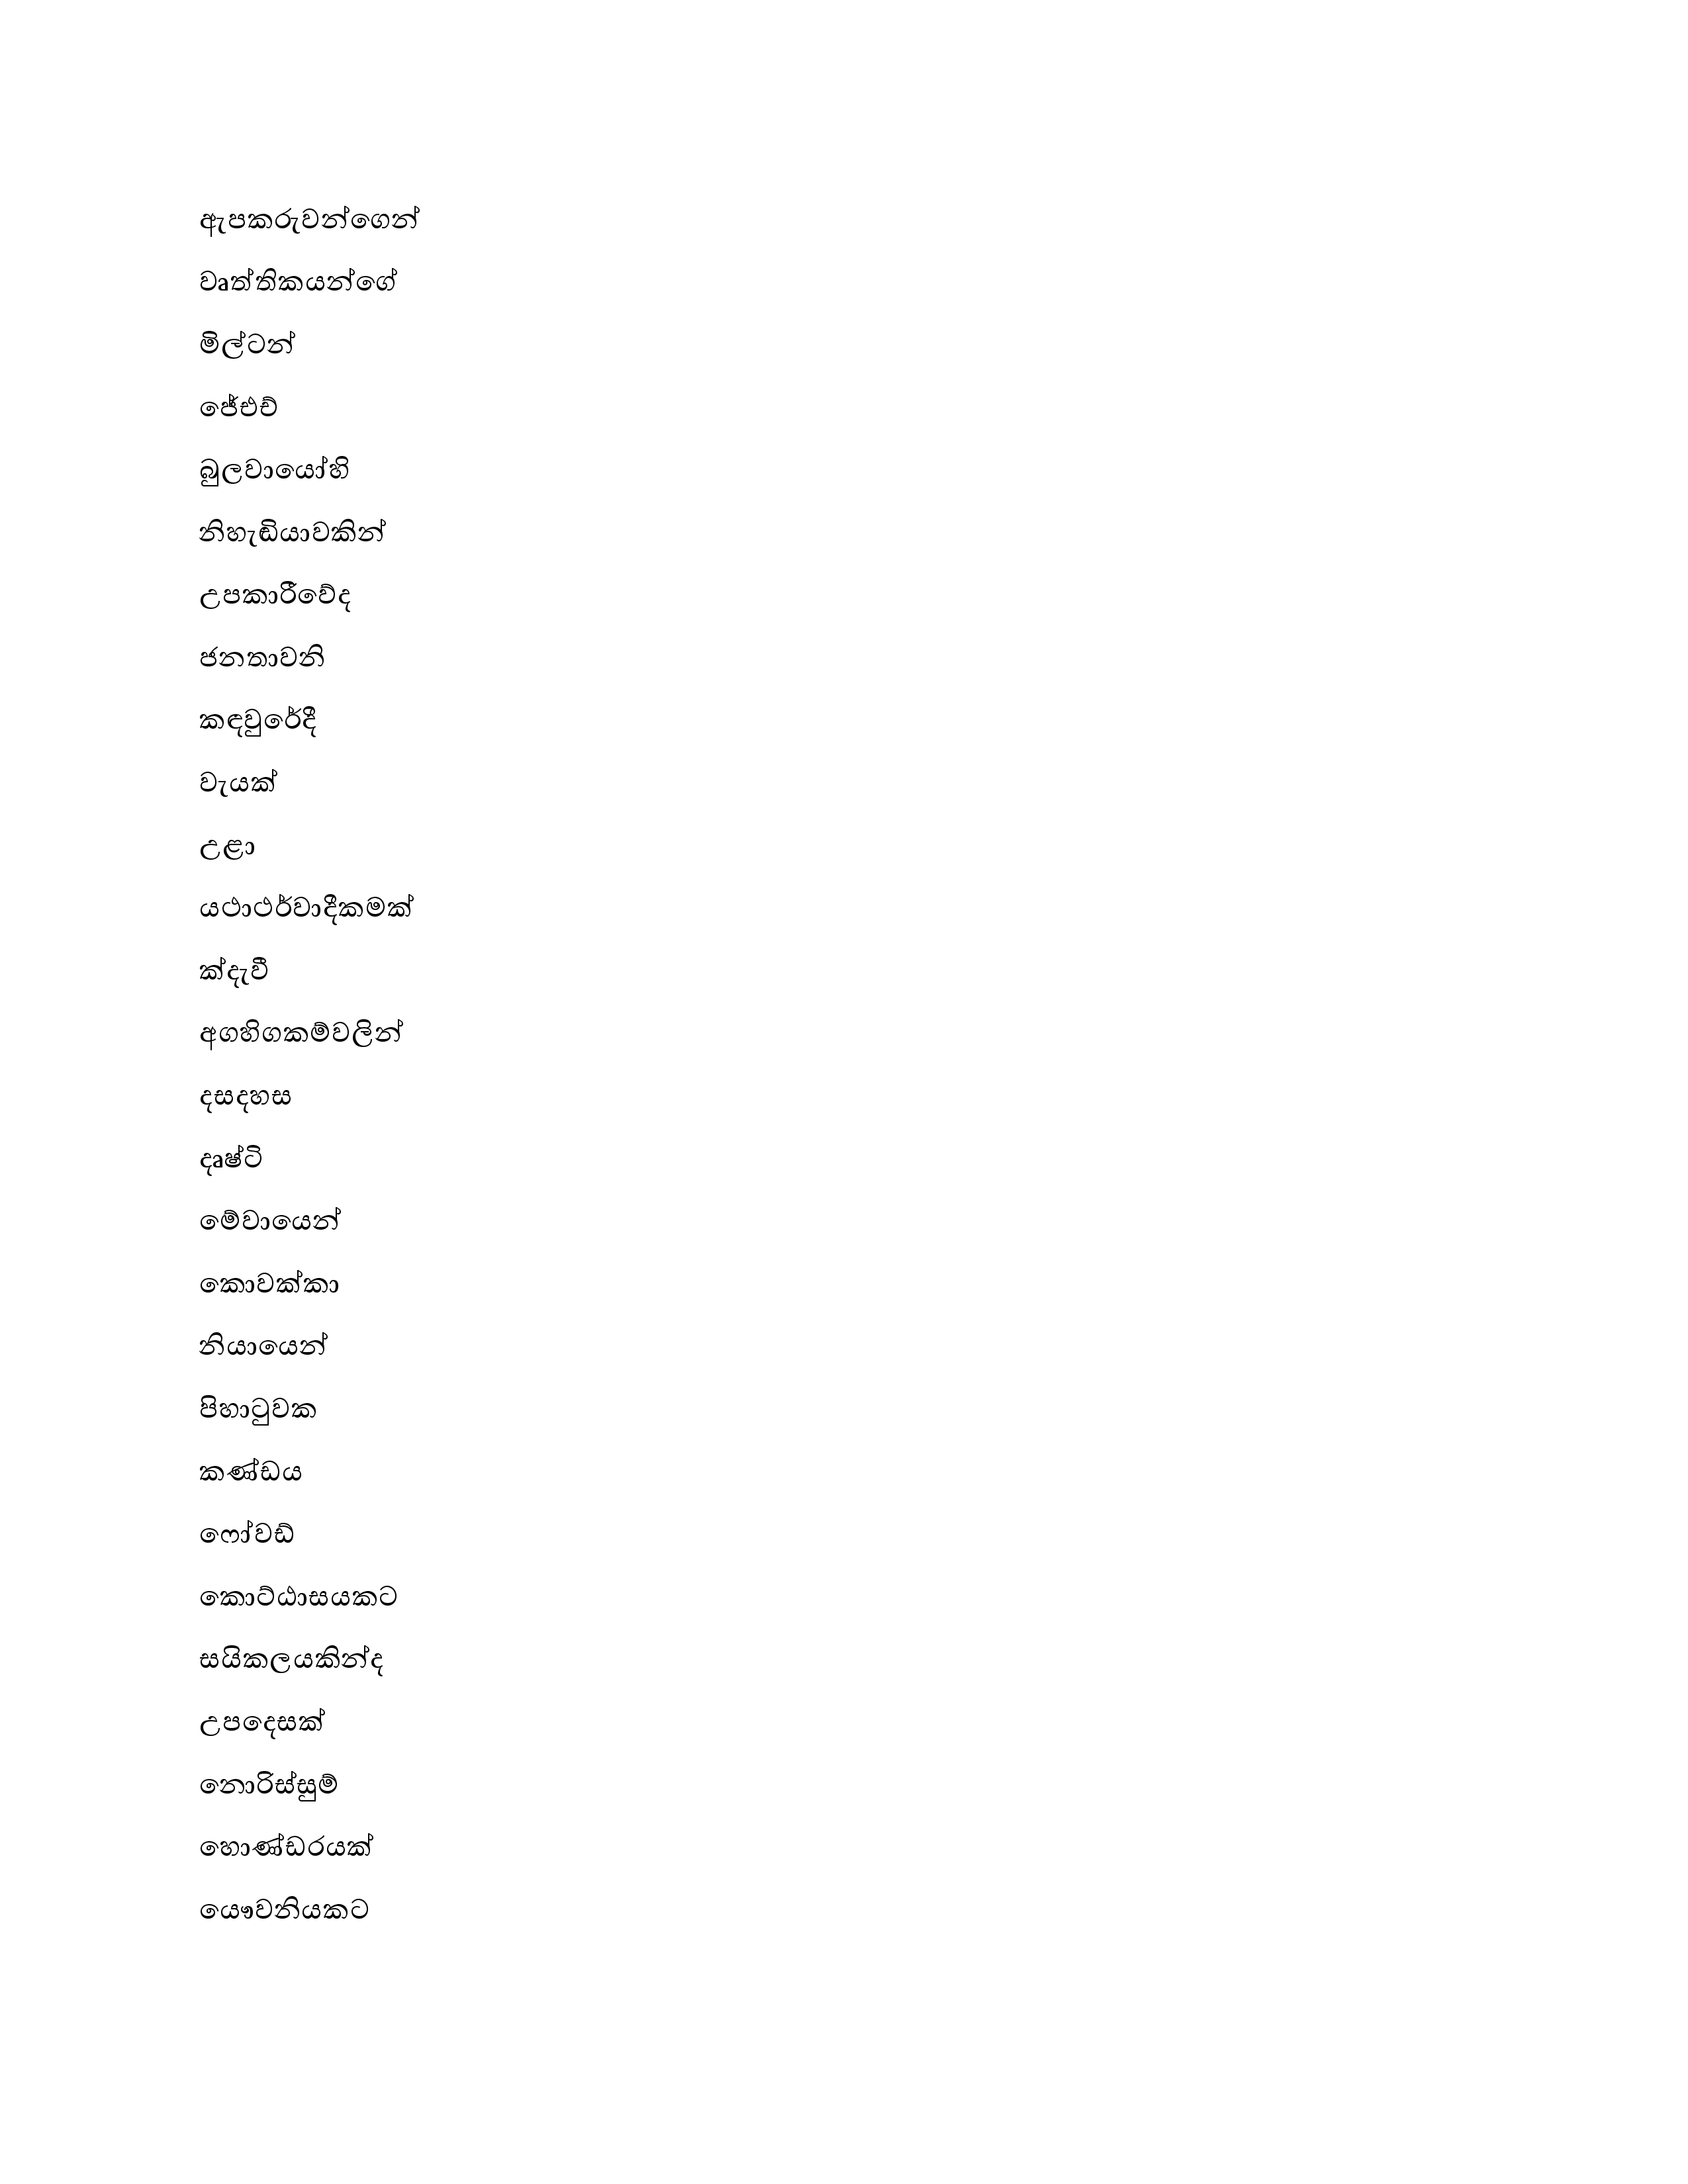 ඇපකරුවන්ගෙන්
වෘත්තිකයන්ගේ
මිල්ටන්
ජේඑච්
බුලවායෝහි
නිහැඬියාවකින්
උපකාරීවේද
ජනතාවනි
කඳවුරේදී
වැයක්
උළා
යථාර්ථවාදීකමක්
ක්දැවී
අගහිගකම්වලින්
දසදහස
දෘෂ්ටි
මේවායෙන්
කොවක්කා
නියායෙන්
පිහාටුවක
කණ්ඩය
ෆෝවඩ්
කොට්ඨාසයකට
සයිකලයකින්ද
උපදෙසක්
නොරිස්සුම්
හොණ්ඩරයක්
යෞවනියකට